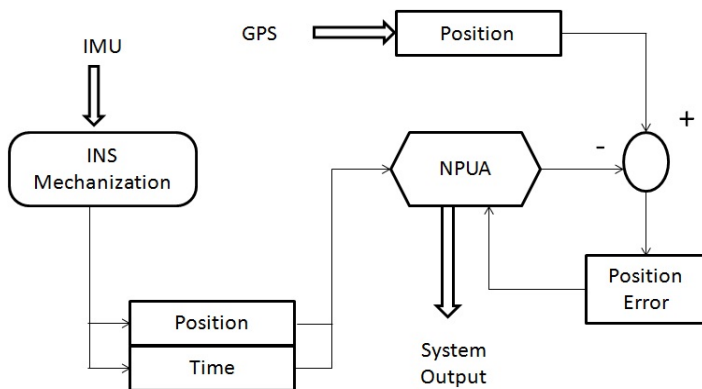 GPS
Position
IMU
+
INS
Mechanization
-
NPUA
Position
Time
Position
Error
System
Output